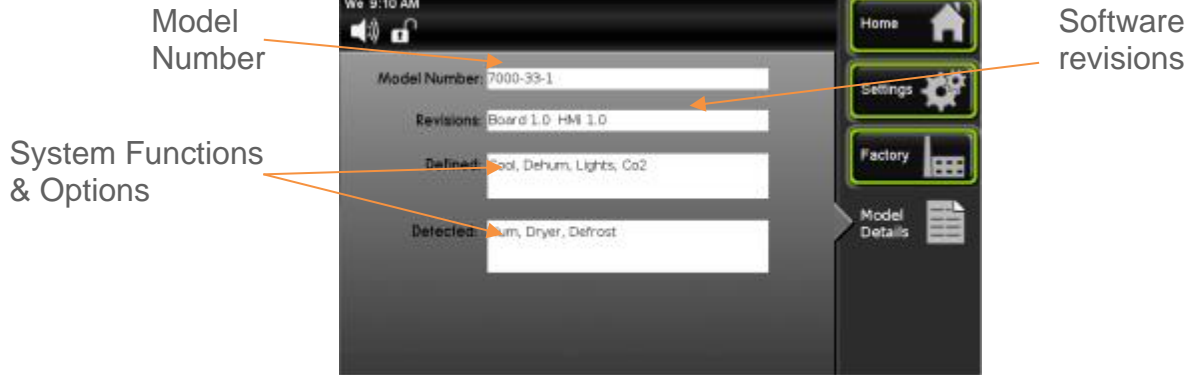 We 9:10 AM
Model
Number
Software
revisions
System Functions
& Options
Model Number: 7000-33-1
Revisions: Board 1.0 HMI 1.0
Defined: Cool, Dehum, Lights, Co2
Detected: Hum, Dryer, Defrost
Home
Settings
Factory
Model
Details